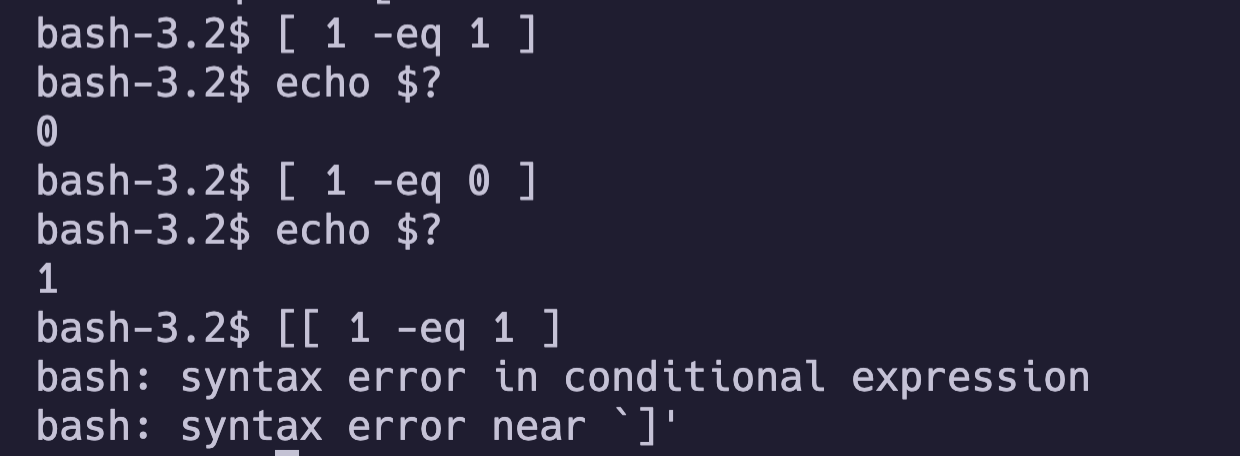 bash-3.2$ [ 1 -eq 1 ]
bash-3.2$ echo $?
0
bash-3.2$ [ 1 -eq 0 ]
bash-3.2$ echo $?
1
bash-3.2$ [[ 1 -eq 1 ]
bash: syntax error in conditional expression
bash: syntax error near `]'